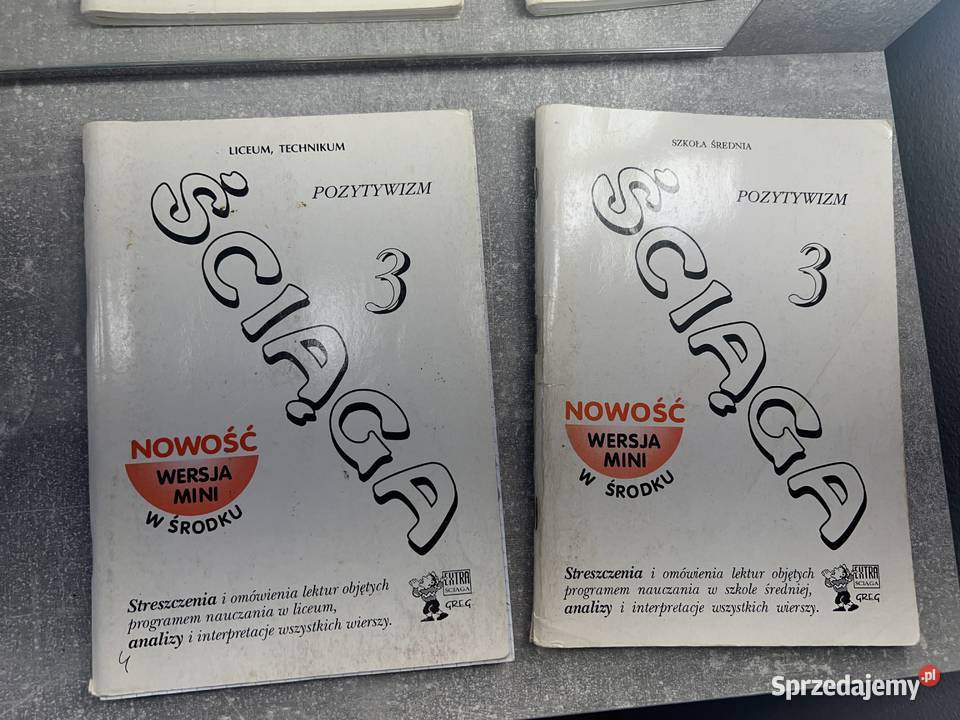 LICEUM, TECHNIKUM
POZYTYWIZM
ŚCIĄGA
3
NOWOŚĆ
WERSJA
MINI
W ŚRODKU
Streszczenia i omówienia lektur objętych
programem nauczania w liceum,
analizy i interpretacje wszystkich wierszy.
EXTRA
ŚCIĄGA
GREG
4
SZKOŁA ŚREDNIA
POZYTYWIZM
ŚCIĄGA
3
NOWOŚĆ
WERSJA
MINI
W ŚRODKU
Streszczenia i omówienia lektur objętych
programem nauczania w szkole średniej,
analizy i interpretacje wszystkich wierszy.
EXTRA
ŚCIĄGA
GREG
Sprzedajemy.pl